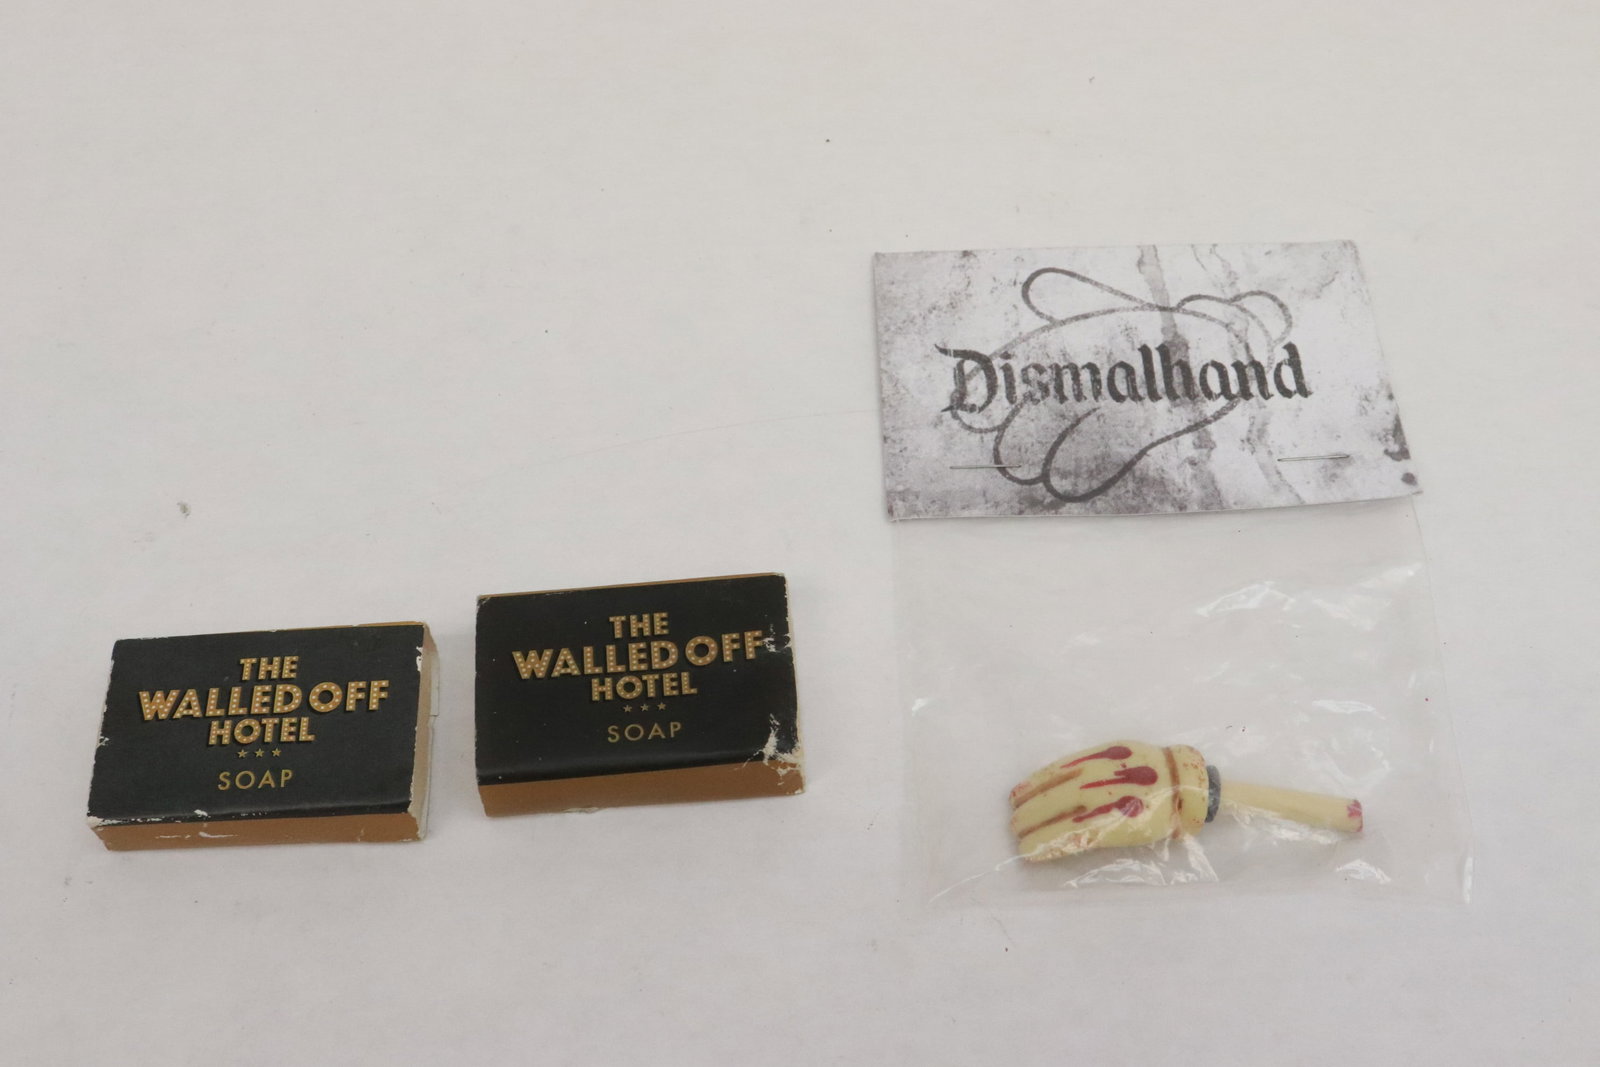 THE
WALLED OFF
HOTEL
SOAP
THE
WALLED OFF
HOTEL
SOAP
Dismalhand